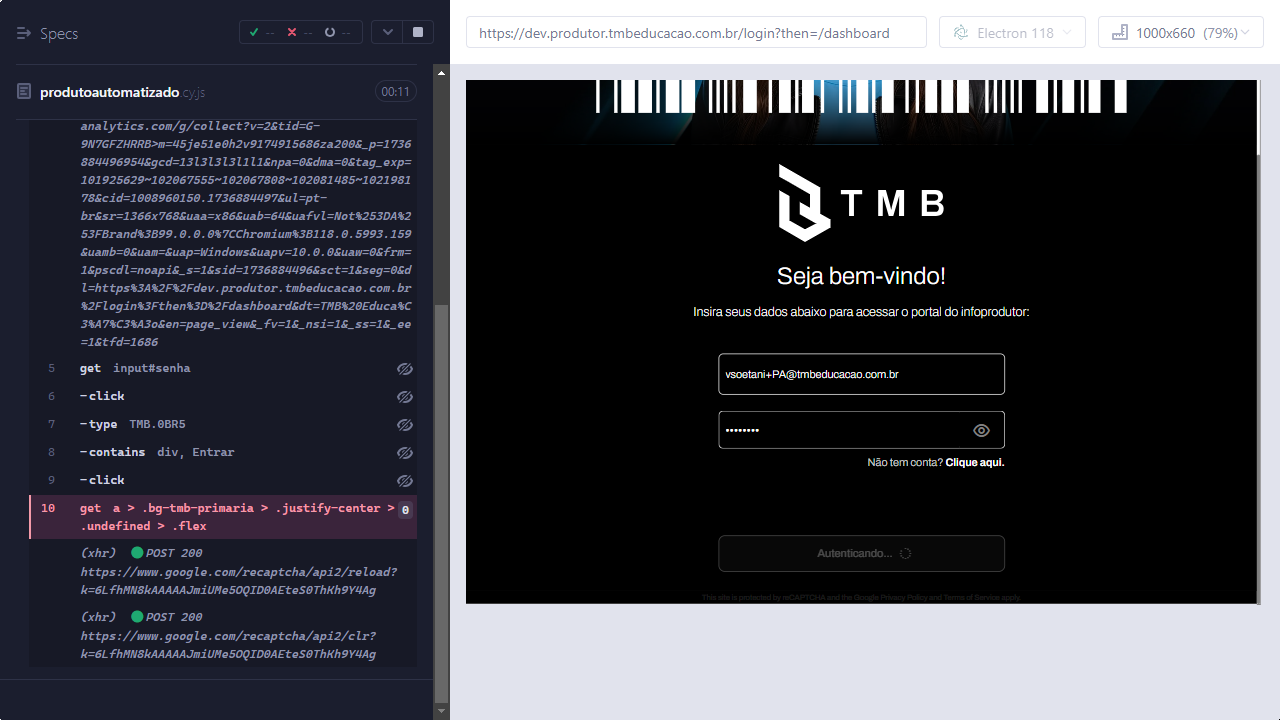 Specs
-- -- --
https://dev.produtor.tmbeducacao.com.br/login?then=/dashboard
Electron 118
1000x660 (79%)
produtoautomatizado.cy.js
00:11
analytics.com/g/collect?v=2&tid=G-
9N7GFZHRRB>m=45je51e0h2v9174915686za200&_p=1736
884496954&gcd=13l3l3l3l1l1&npa=0&dma=0&tag_exp=
101925629~102067555~102067808~102081485~1021981
78&cid=1008960150.1736884497&ul=pt-
br&sr=1366x768&uaa=x86&uab=64&uafvl=Not%253DA%2
53FBrand%3B99.0.0.0%7CChromium%3B118.0.5993.159
&uamb=0&uam=&uap=Windows&uapv=10.0.0&uaw=0&frm=
1&pscdl=noapi&_s=1&sid=1736884496&sct=1&seg=0&d
l=https%3A%2F%2Fdev.produtor.tmbeducacao.com.br
%2Flogin%3Fthen%3D%2Fdashboard&dt=TMB%20Educa%C
3%A7%C3%A3o&en=page_view&_fv=1&_nsi=1&_ss=1&_ee
=1&tfd=1686
5 get input#senha
6 -click
7 -type TMB.0BR5
8 -contains div, Entrar
9 -click
10 get a > .bg-tmb-primaria > .justify-center > 0
.undefined > .flex
(xhr) POST 200
https://www.google.com/recaptcha/api2/reload?
k=6LfhMN8kAAAAAJmiUMe5OQID0AEteS0ThKh9Y4Ag
(xhr) POST 200
https://www.google.com/recaptcha/api2/clr?
k=6LfhMN8kAAAAAJmiUMe5OQID0AEteS0ThKh9Y4Ag
TMB
Seja bem-vindo!
Insira seus dados abaixo para acessar o portal do infoprodutor:
vsoetani+PA@tmbeducacao.com.br
••••••••
Não tem conta? Clique aqui.
Autenticando...
This site is protected by reCAPTCHA and the Google Privacy Policy and Terms of Service apply.